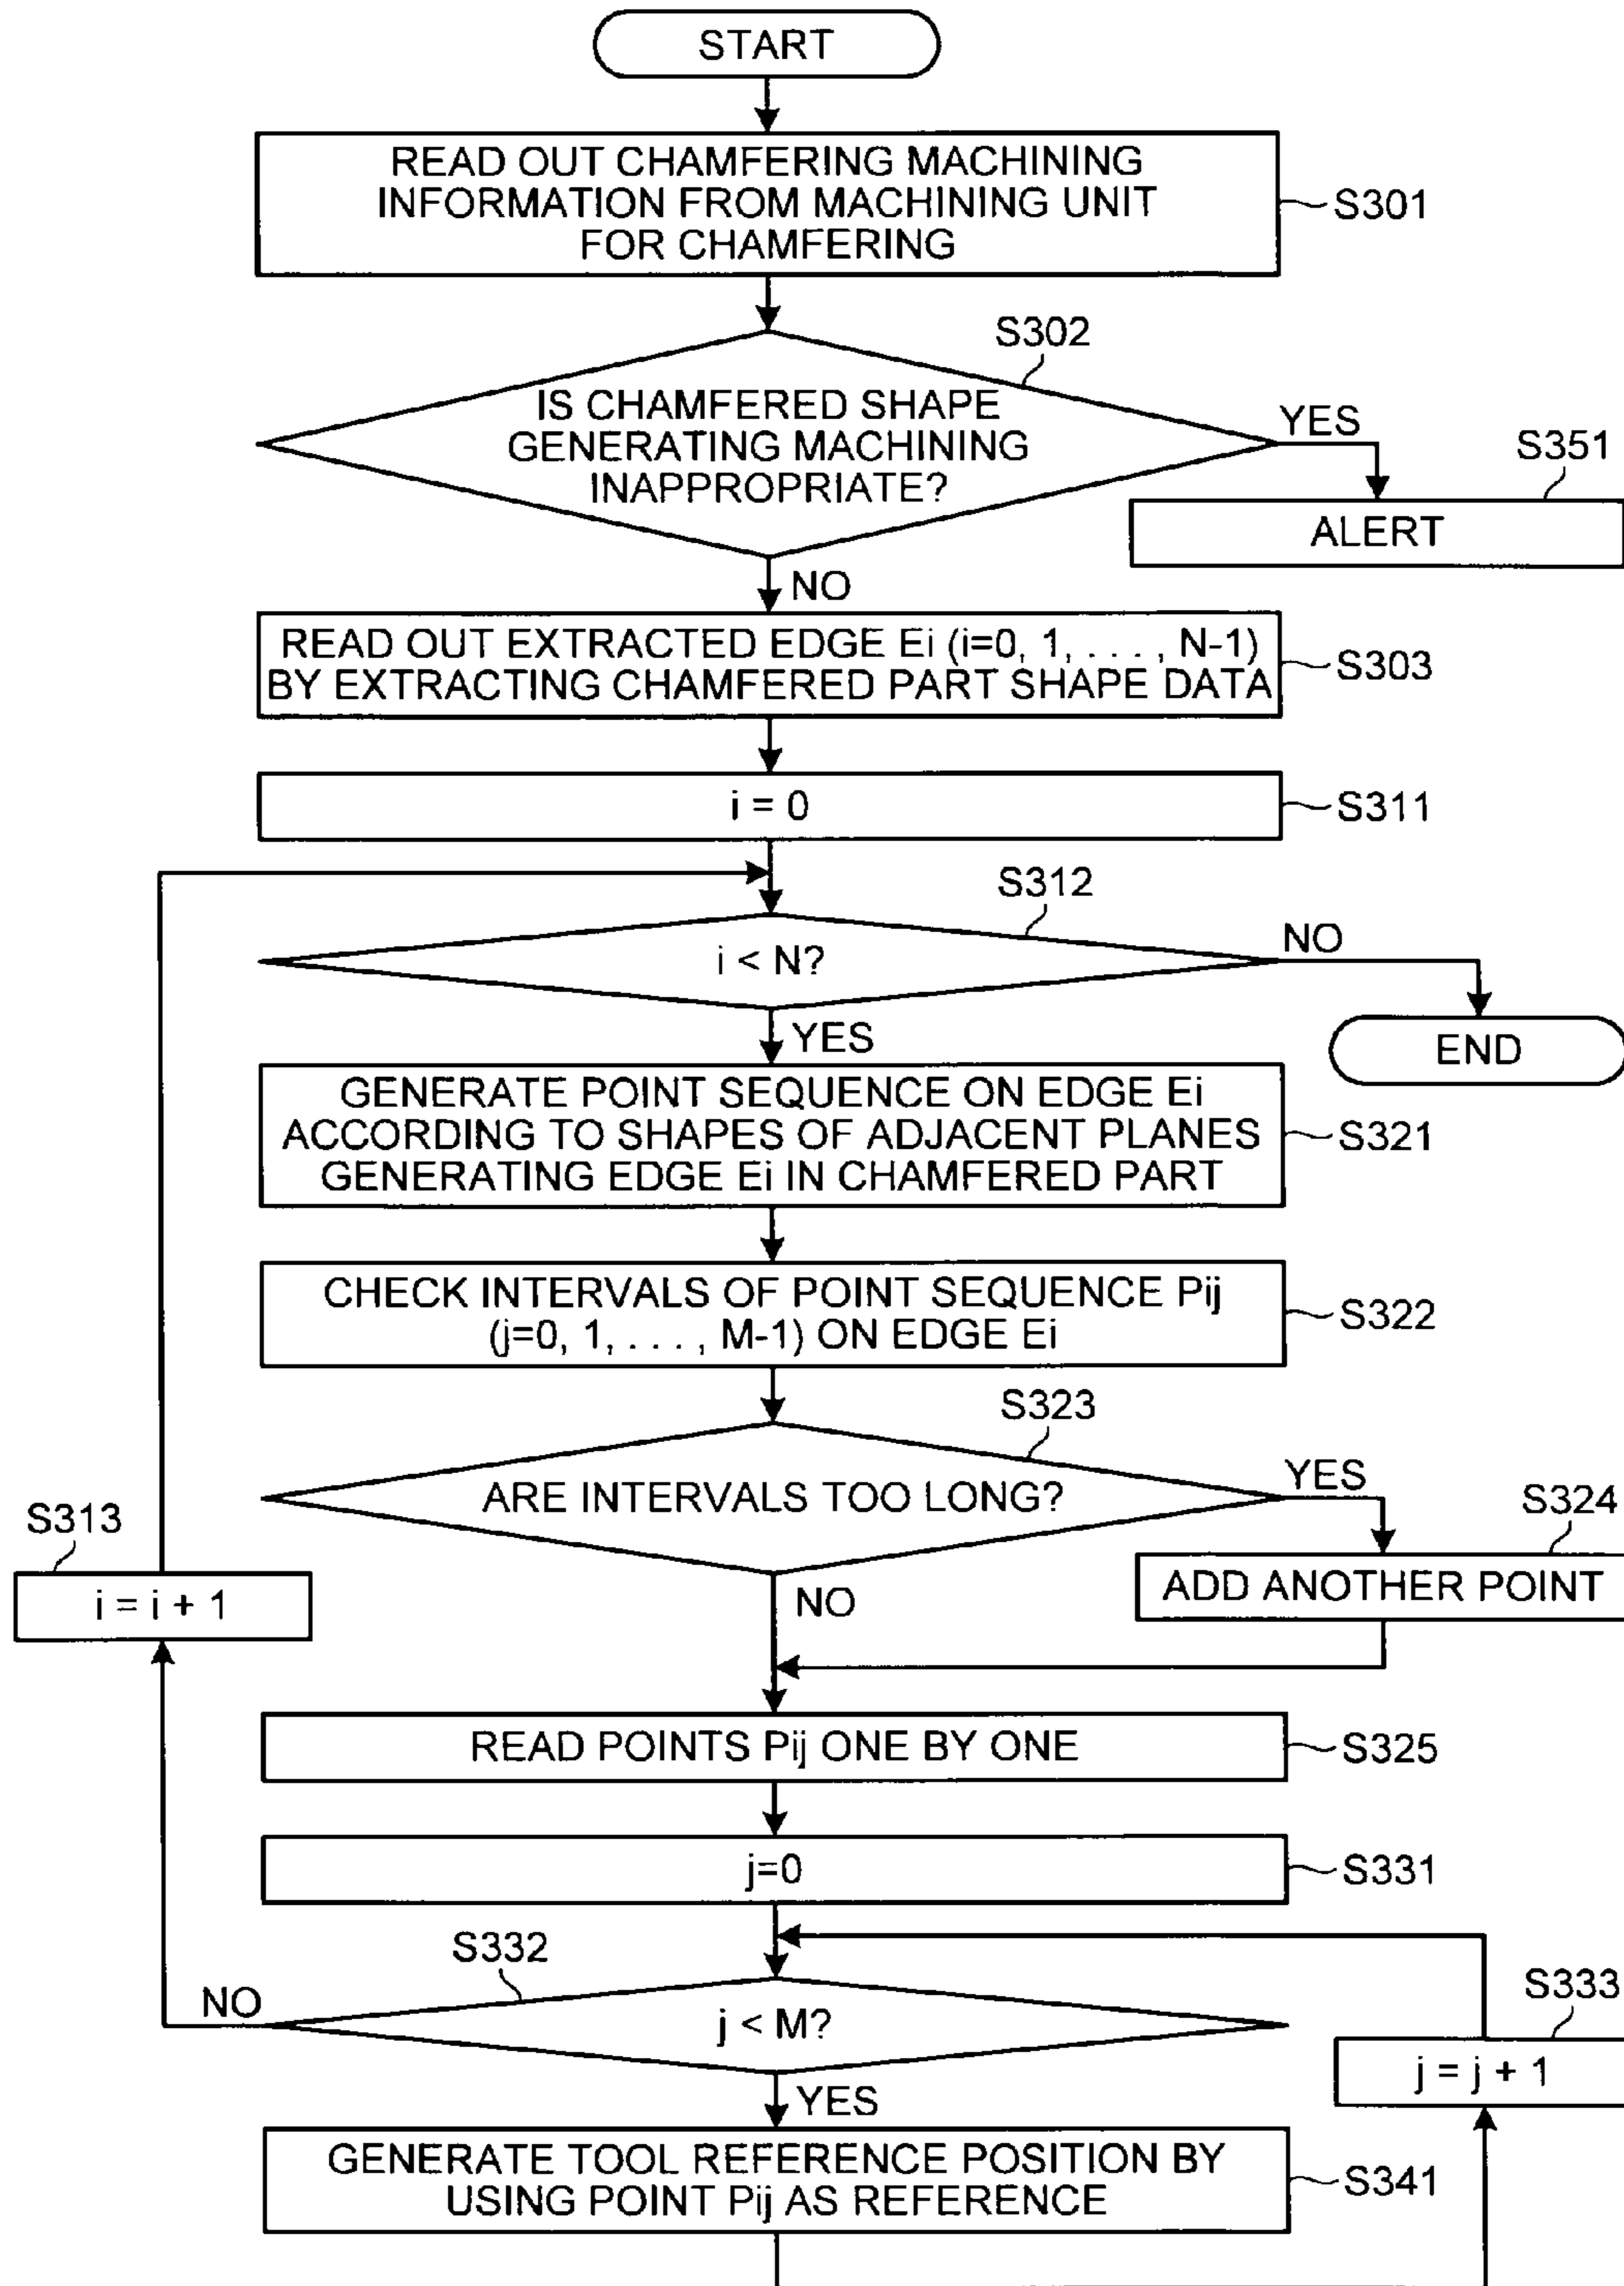 START
READ OUT CHAMFERING MACHINING
INFORMATION FROM MACHINING UNIT
FOR CHAMFERING
S301
S302
IS CHAMFERED SHAPE
GENERATING MACHINING
INAPPROPRIATE?
YES
S351
ALERT
NO
READ OUT EXTRACTED EDGE Ei (i=0, 1, . . . , N-1)
BY EXTRACTING CHAMFERED PART SHAPE DATA
S303
i = 0
S311
S312
i < N?
NO
END
YES
GENERATE POINT SEQUENCE ON EDGE Ei
ACCORDING TO SHAPES OF ADJACENT PLANES
GENERATING EDGE Ei IN CHAMFERED PART
S321
CHECK INTERVALS OF POINT SEQUENCE Pij
(j=0, 1, . . . , M-1) ON EDGE Ei
S322
S323
ARE INTERVALS TOO LONG?
YES
S324
ADD ANOTHER POINT
S313
i = i + 1
NO
READ POINTS Pij ONE BY ONE
S325
j=0
S331
S332
NO
j < M?
S333
j = j + 1
YES
GENERATE TOOL REFERENCE POSITION BY
USING POINT Pij AS REFERENCE
S341